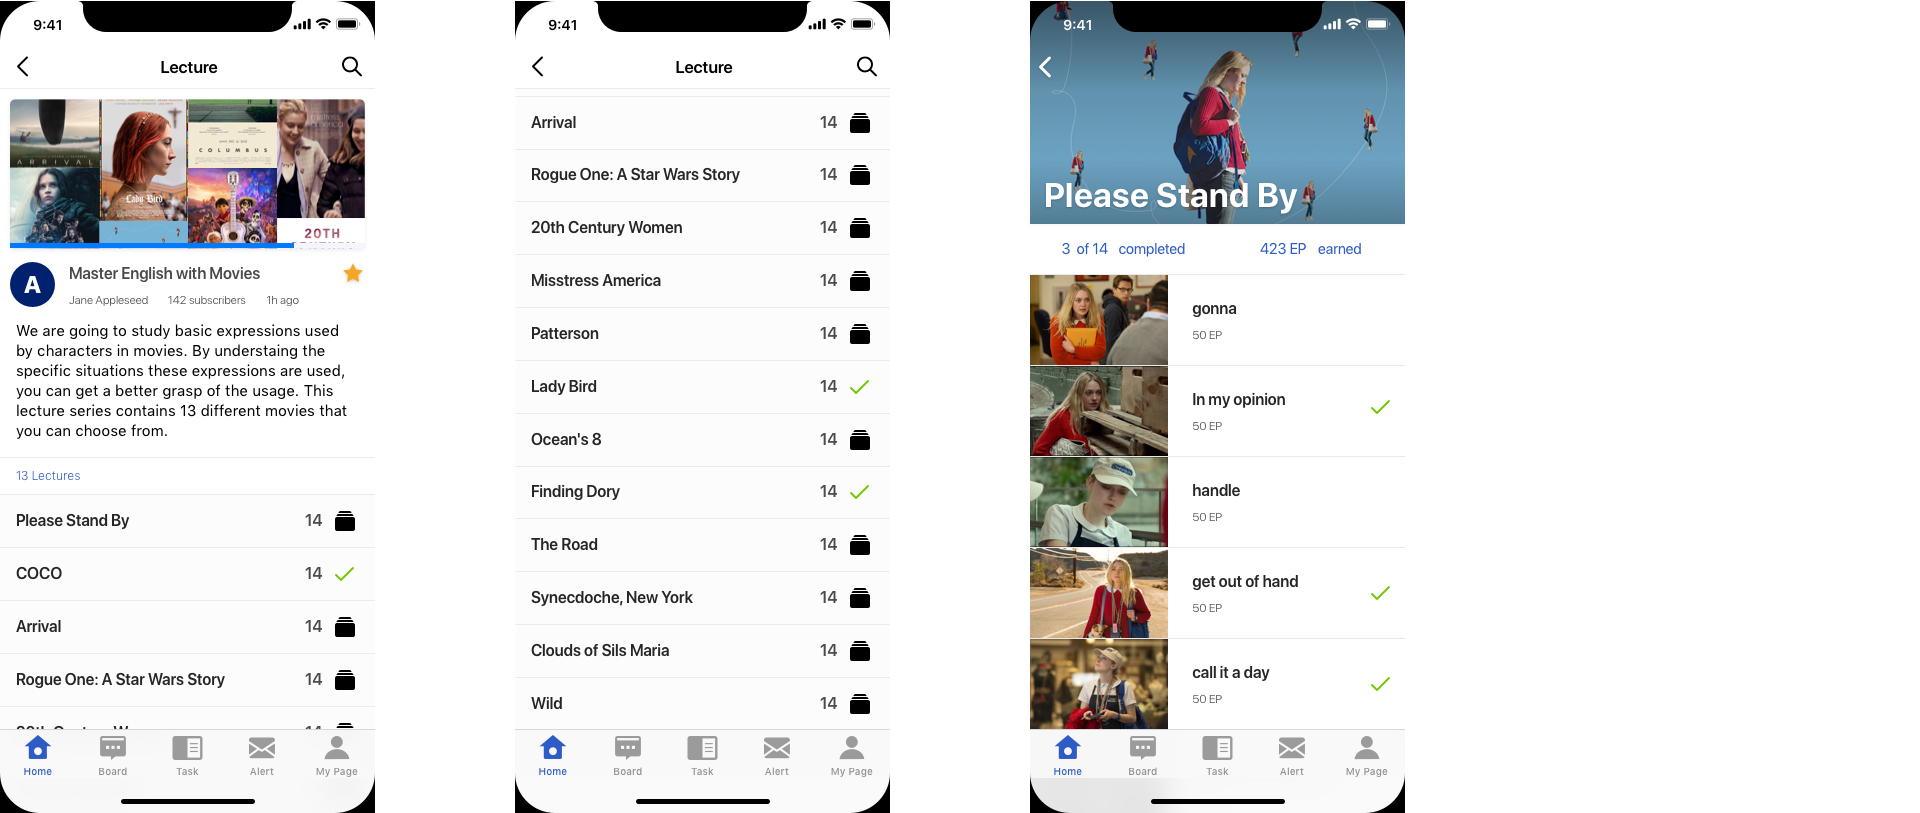 9:41
Lecture
ARRIVAL
Lady Bird
COLUMBUS
mistress
america
20TH
A
Master English with Movies
Jane Appleseed 142 subscribers 1h ago
We are going to study basic expressions used
by characters in movies. By understaing the
specific situations these expressions are used,
you can get a better grasp of the usage. This
lecture series contains 13 different movies that
you can choose from.
13 Lectures
Please Stand By 14
COCO 14
Arrival 14
Rogue One: A Star Wars Story 14
Home Board Task Alert My Page
9:41
Lecture
Arrival 14
Rogue One: A Star Wars Story 14
20th Century Women 14
Misstress America 14
Patterson 14
Lady Bird 14
Ocean's 8 14
Finding Dory 14
The Road 14
Synecdoche, New York 14
Clouds of Sils Maria 14
Wild 14
Home Board Task Alert My Page
9:41
Please Stand By
3 of 14 completed 423 EP earned
gonna
50 EP
In my opinion
50 EP
handle
50 EP
get out of hand
50 EP
call it a day
50 EP
Home Board Task Alert My Page